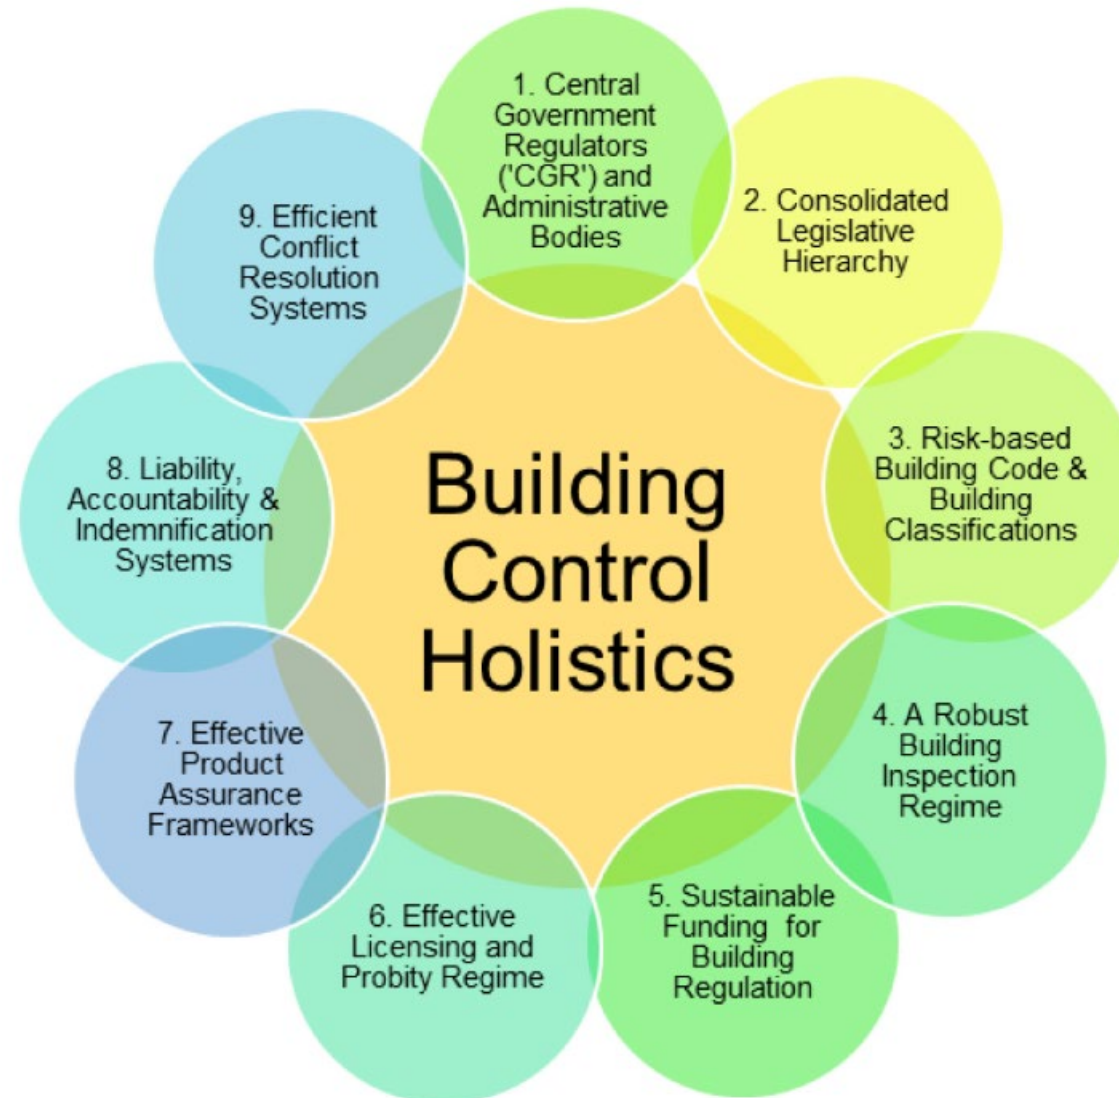 1. Central
Government
Regulators
('CGR') and
Administrative
Bodies
2. Consolidated
Legislative
Hierarchy
3. Risk-based
Building Code &
Building
Classifications
4. A Robust
Building
Inspection
Regime
5. Sustainable
Funding for
Building
Regulation
6. Effective
Licensing and
Probity Regime
7. Effective
Product
Assurance
Frameworks
8. Liability,
Accountability &
Indemnification
Systems
9. Efficient
Conflict
Resolution
Systems
Building
Control
Holistics